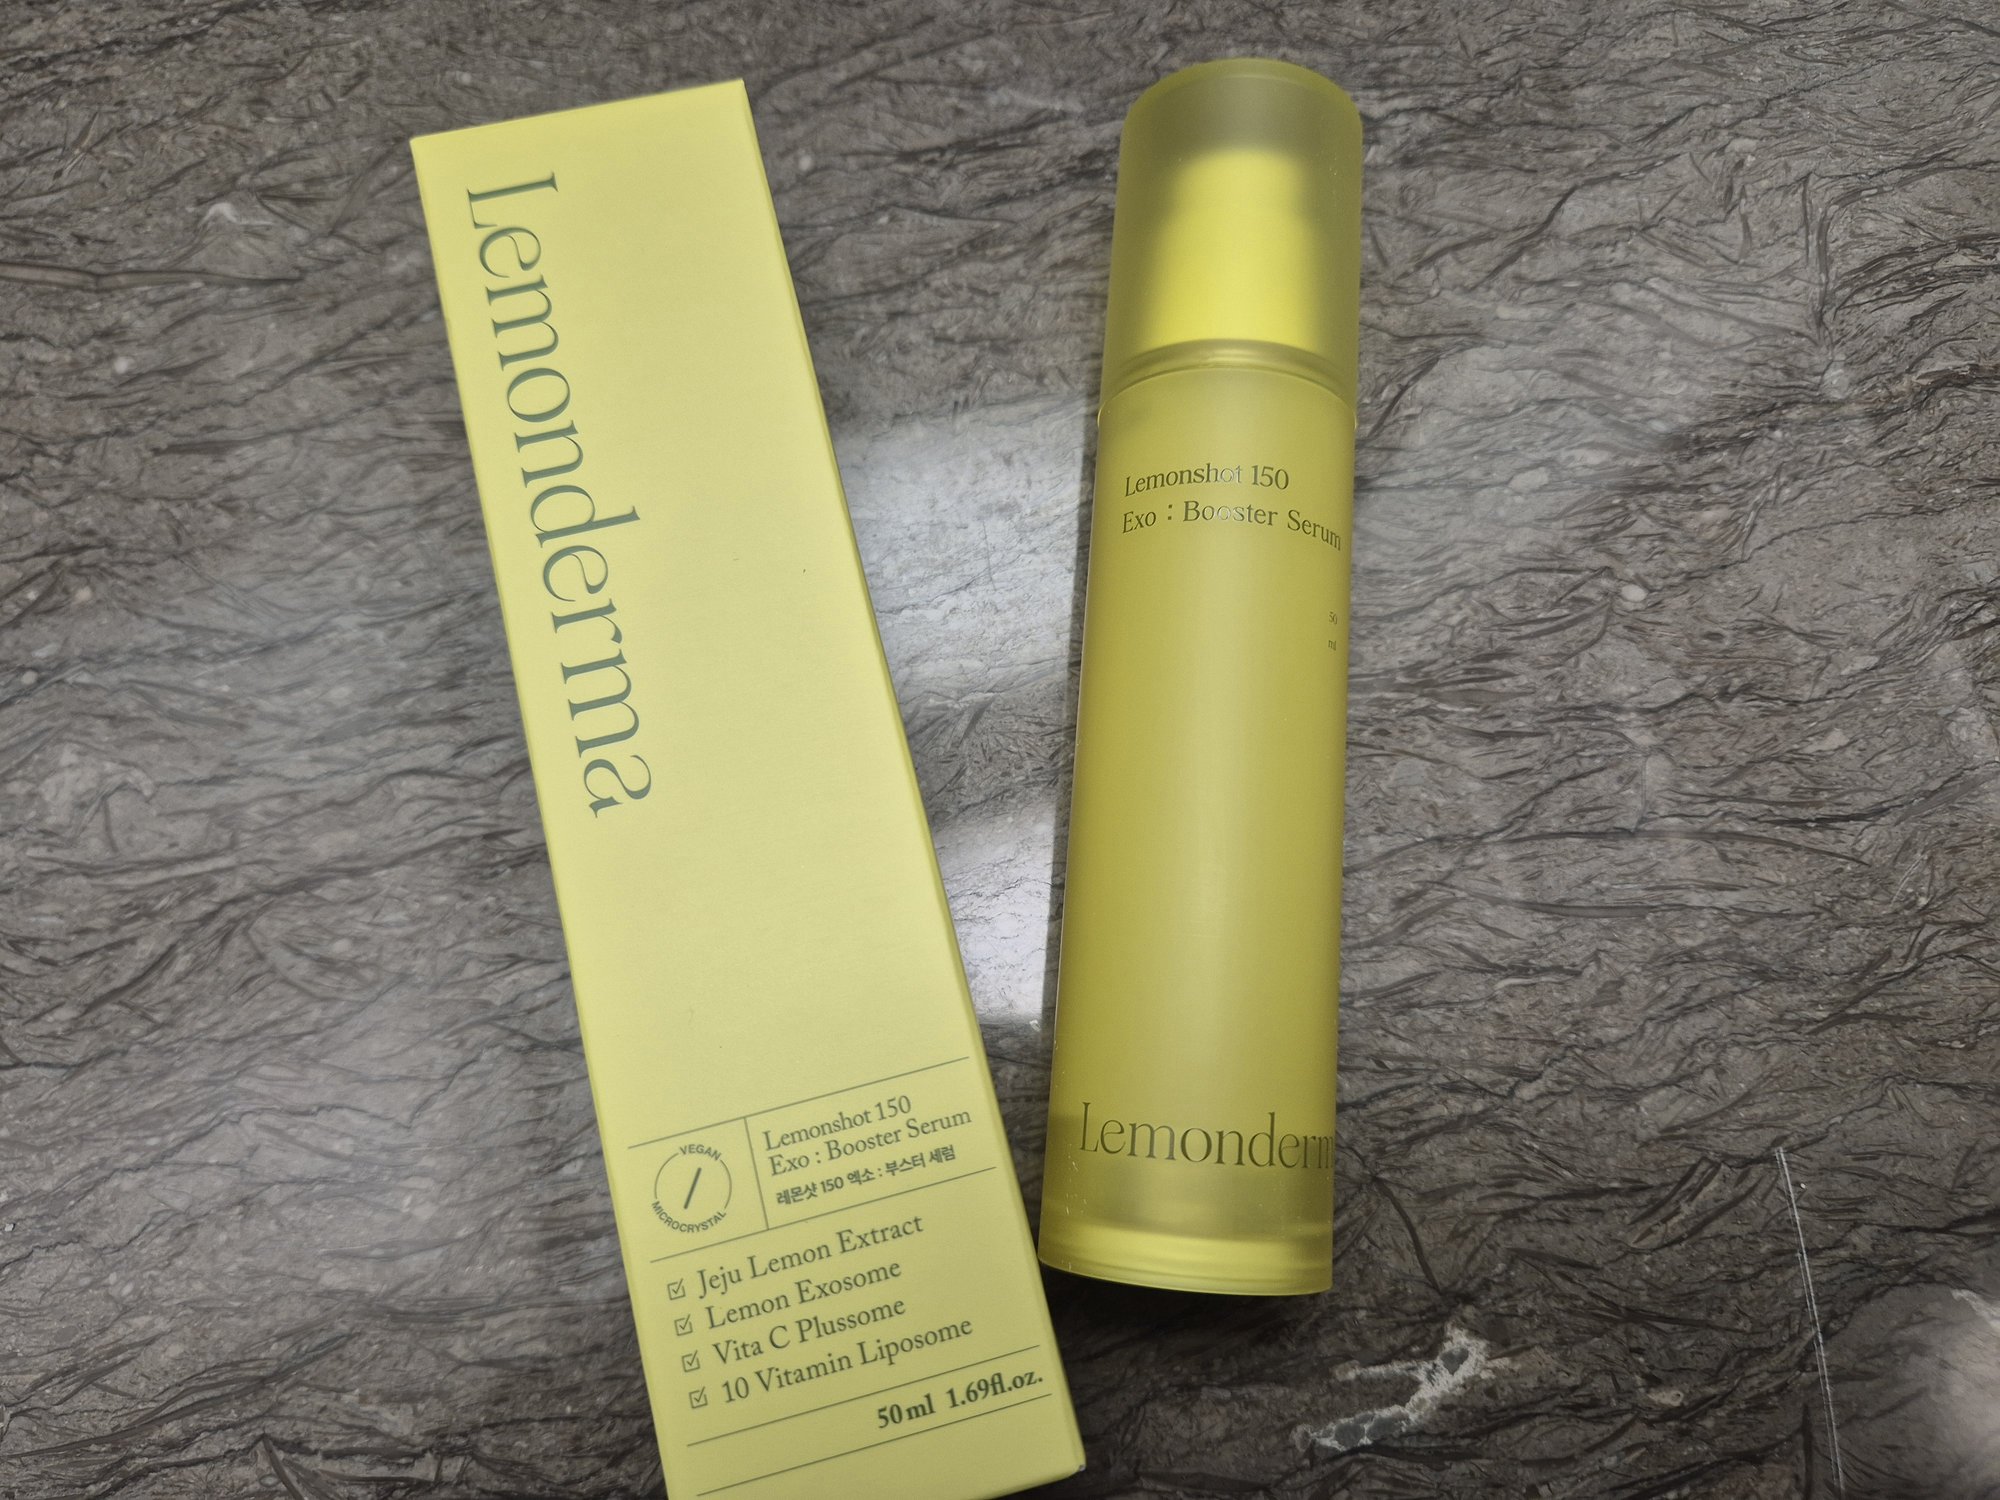 Lemonderma
VEGAN
MICROCRYSTAL
Lemonshot 150
Exo : Booster Serum
레몬샷 150 엑소 : 부스터 세럼
Jeju Lemon Extract
Lemon Exosome
Vita C Plussome
10 Vitamin Liposome
50 ml 1.69fl.oz.
Lemonshot 150
Exo : Booster Serum
50
ml
Lemonderm